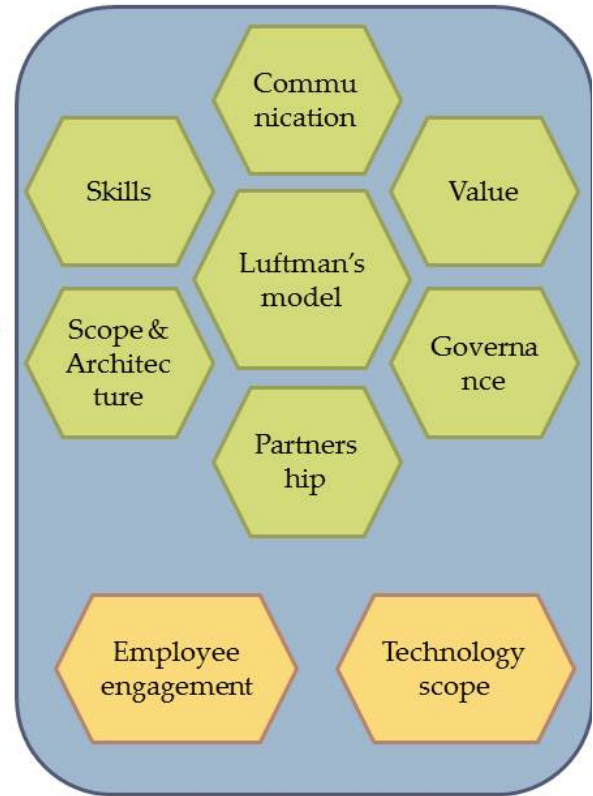 Commu
nication
Skills
Value
Luftman's
model
Scope &
Architec
ture
Governa
nce
Partners
hip
Employee
engagement
Technology
scope